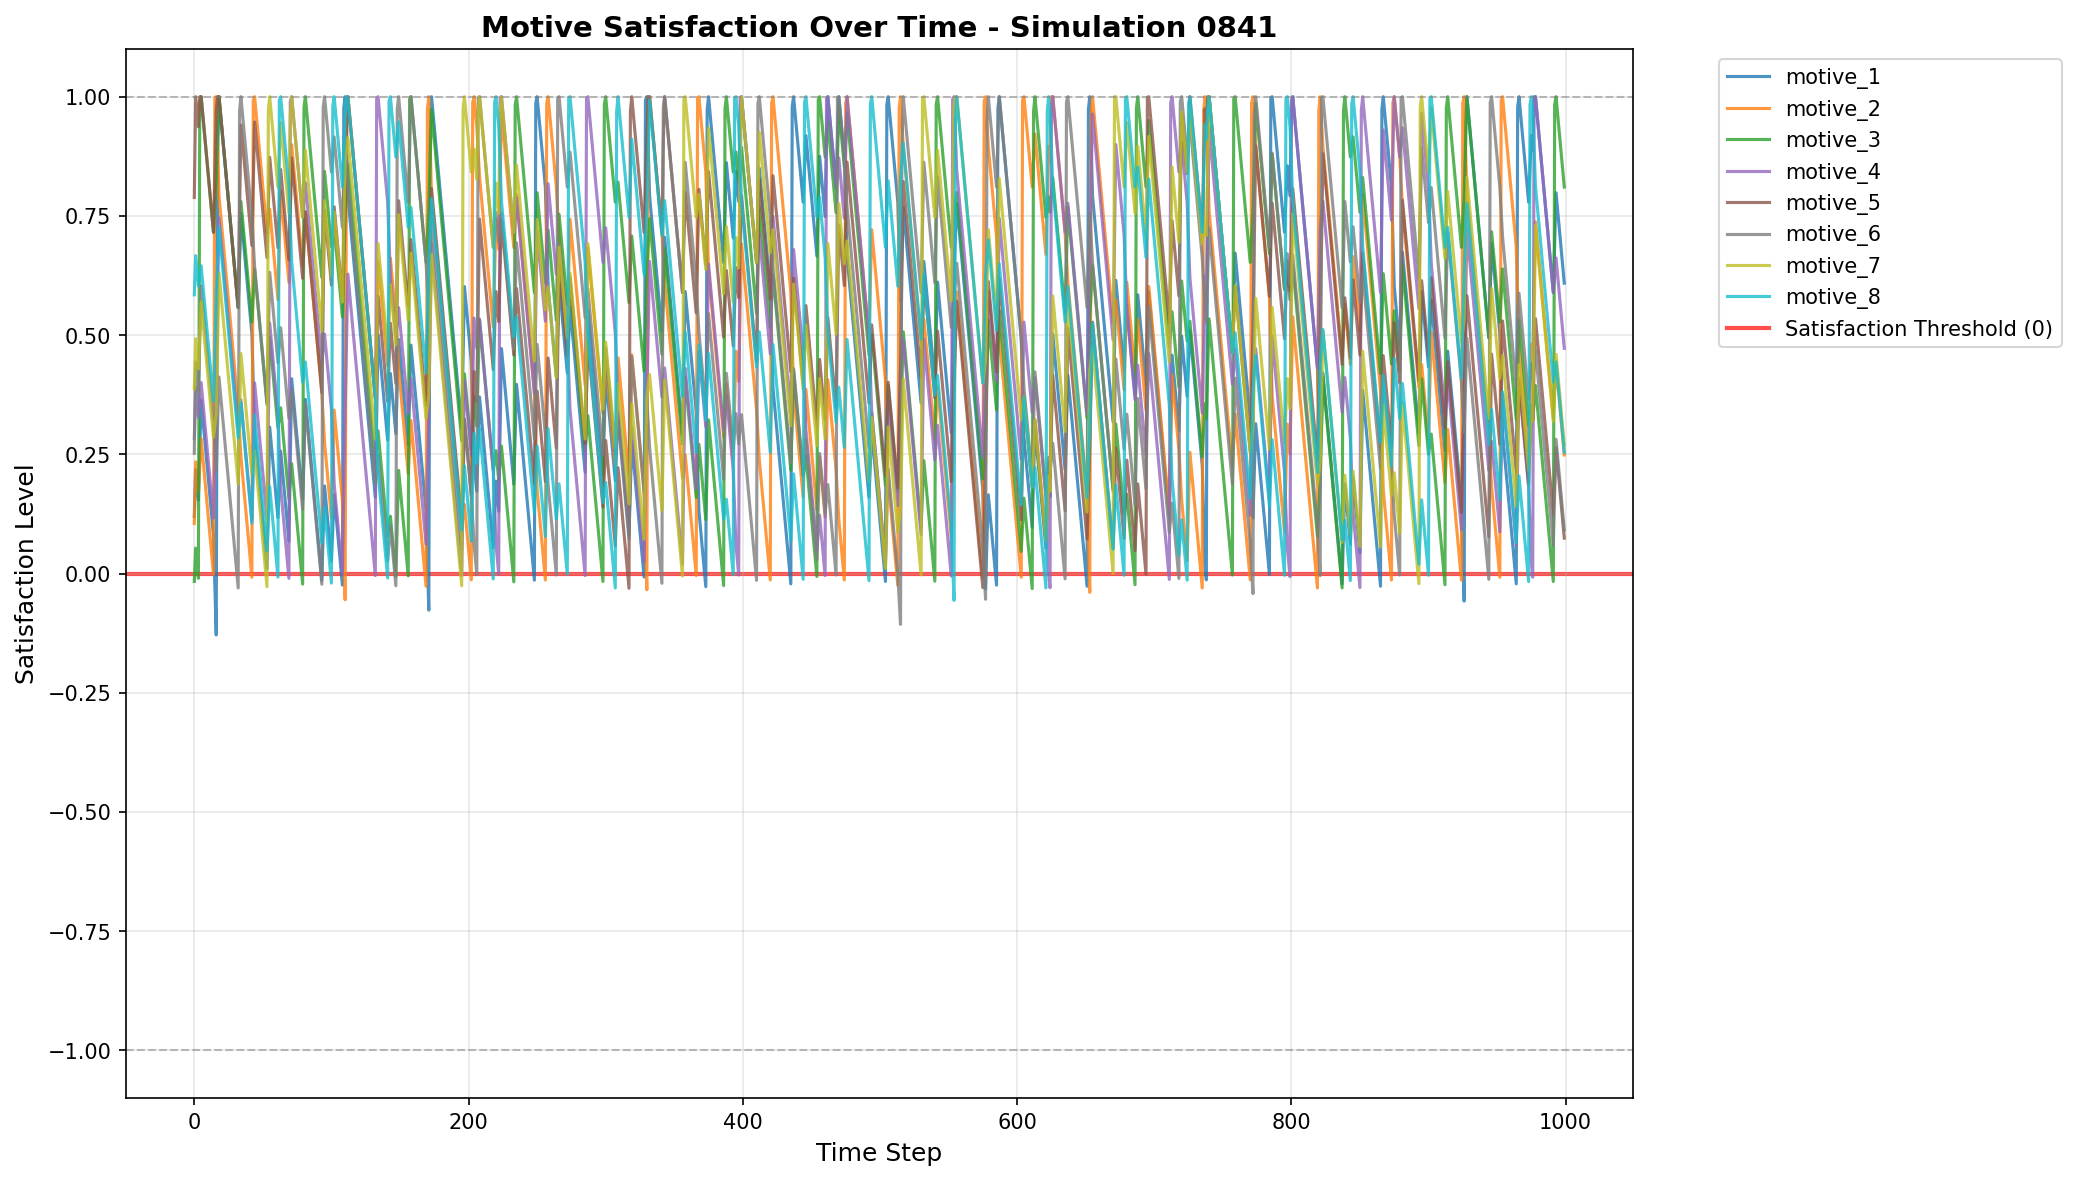 Motive Satisfaction Over Time - Simulation 0841
Satisfaction Level
1.00
0.75
0.50
0.25
0.00
−0.25
−0.50
−0.75
−1.00
0
200
400
600
800
1000
Time Step
motive_1
motive_2
motive_3
motive_4
motive_5
motive_6
motive_7
motive_8
Satisfaction Threshold (0)